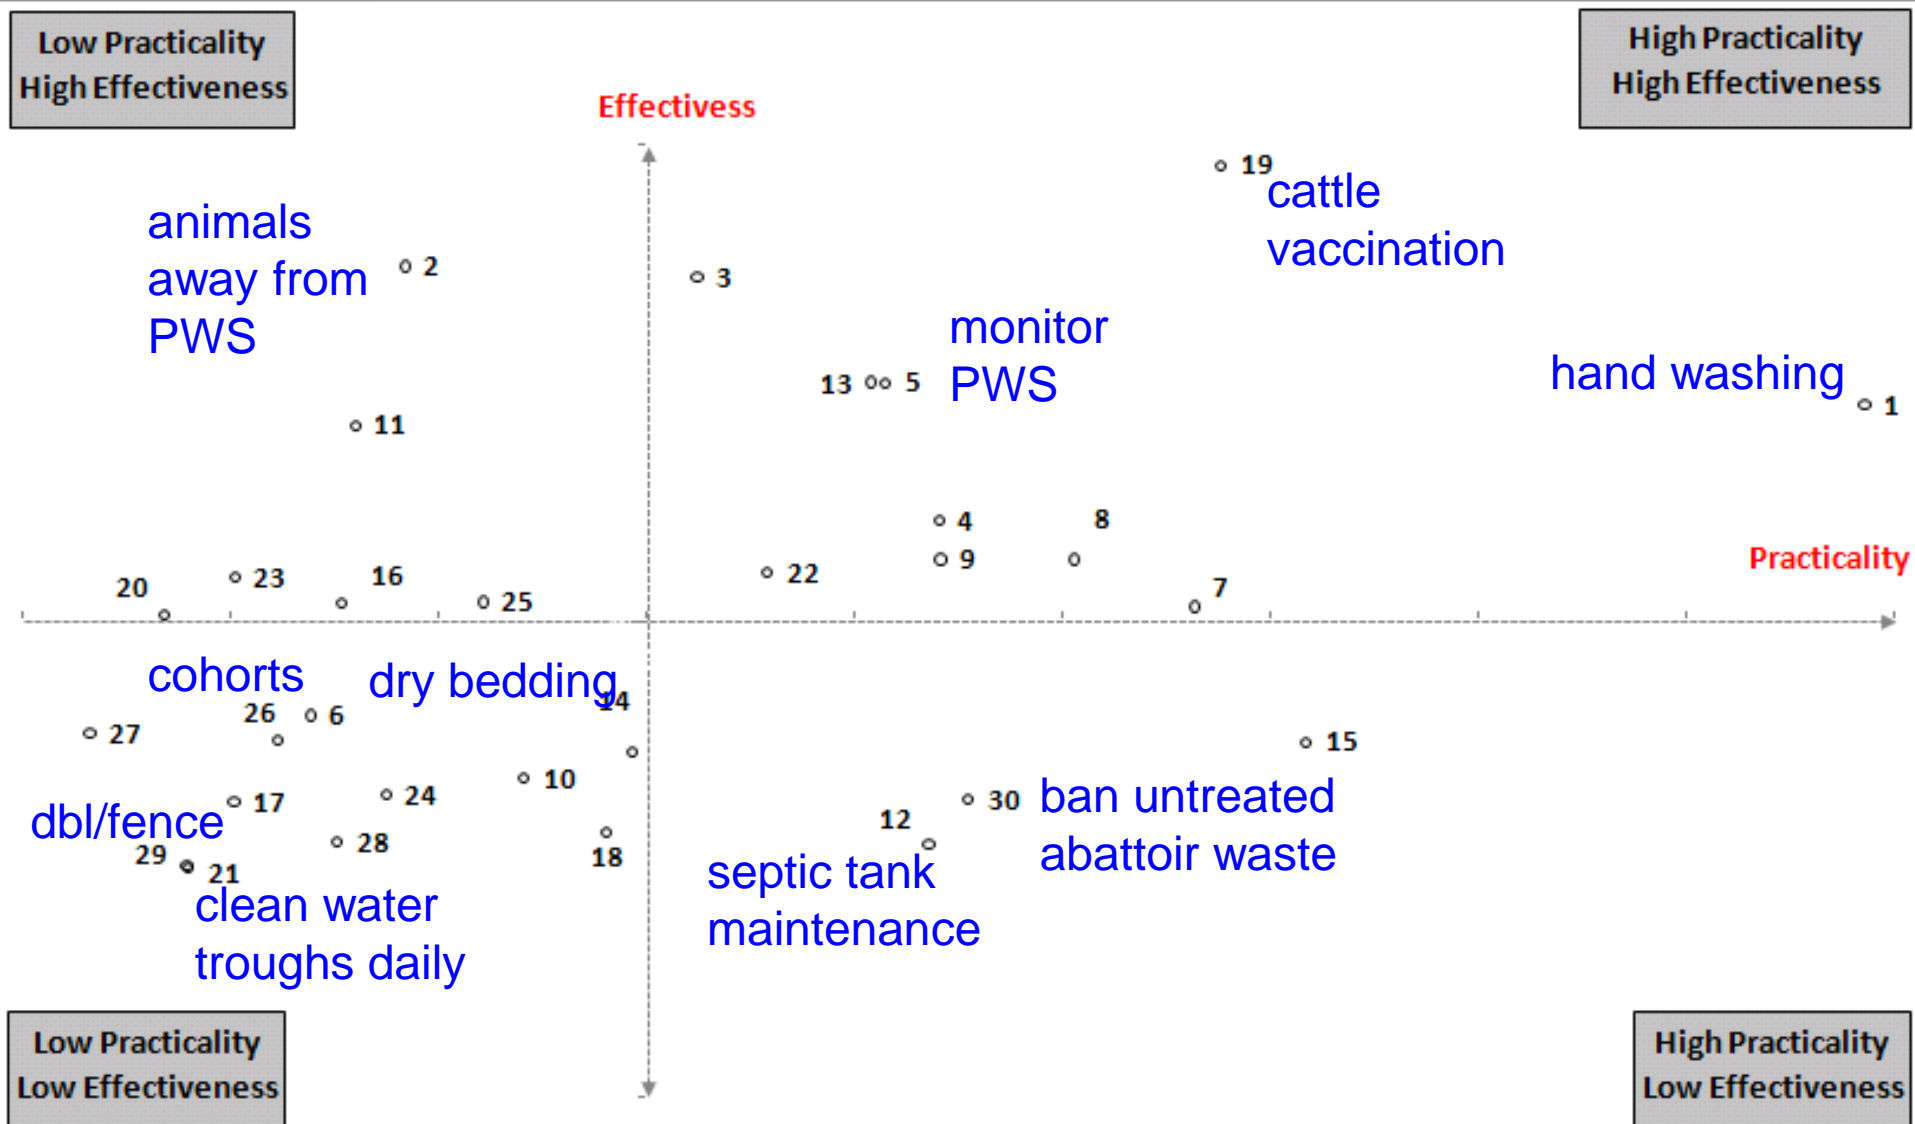 Low Practicality
High Effectiveness
High Practicality
High Effectiveness
Effectivess
19
cattle
vaccination
animals
away from
PWS
2
3
monitor
PWS
13
5
hand washing
1
11
4
8
9
Practicality
20
23
16
25
22
7
cohorts
dry bedding
14
26
6
27
15
10
17
24
30
ban untreated
abattoir waste
dbl/fence
12
28
29
21
18
septic tank
maintenance
clean water
troughs daily
Low Practicality
Low Effectiveness
High Practicality
Low Effectiveness